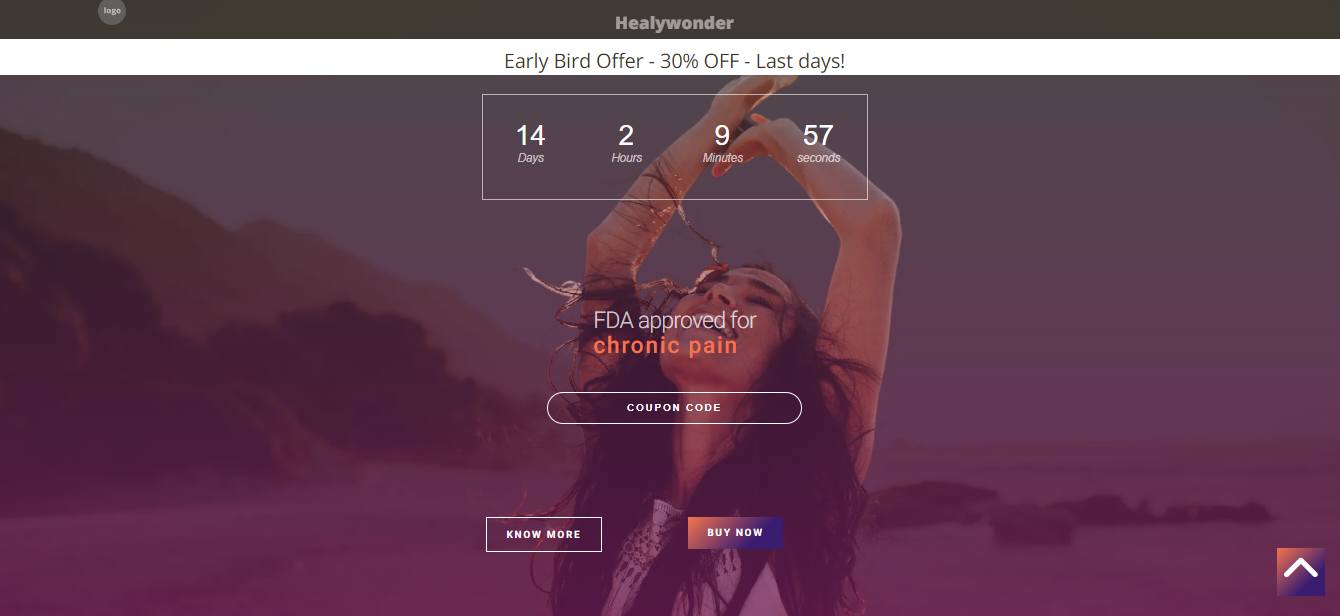 logo
Healywonder
Early Bird Offer - 30% OFF - Last days!
14 2 9 57
Days Hours Minutes seconds
FDA approved for
chronic pain
COUPON CODE
KNOW MORE BUY NOW